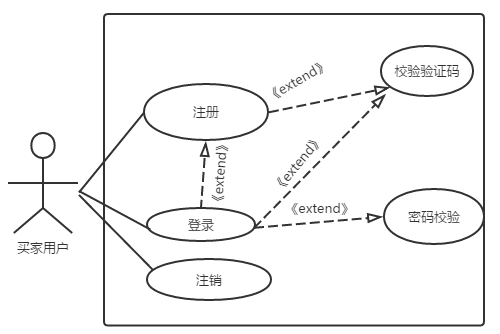 《extend》
校验验证码
注册
《extend》
《extend》
《extend》
密码校验
登录
买家用户
注销